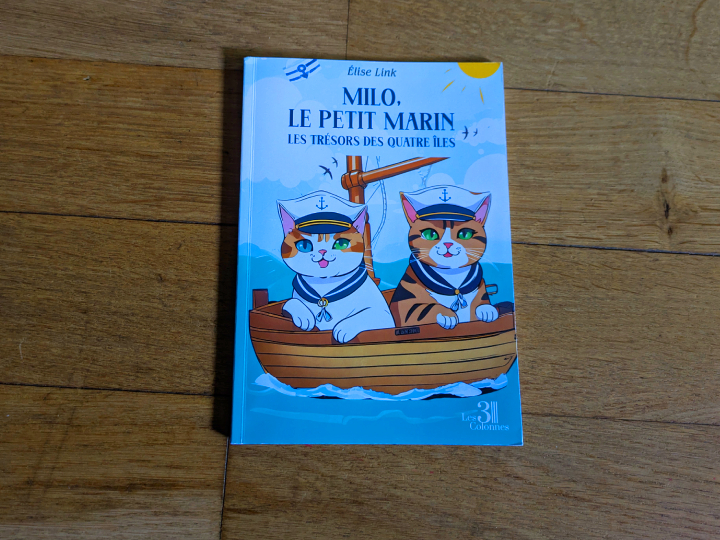 Élise Link
MILO,
LE PETIT MARIN
LES TRÉSORS DES QUATRE ÎLES
Les 3 Colonnes